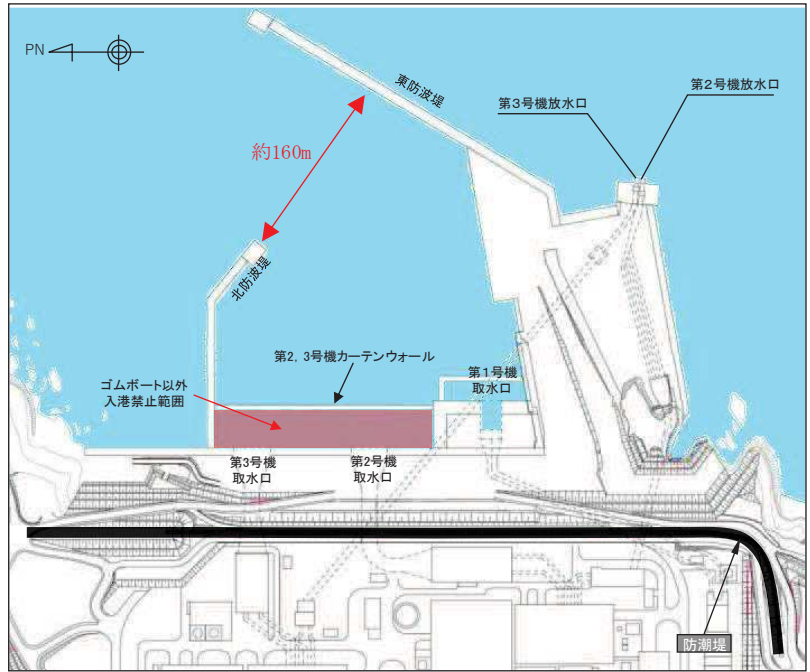 PN
東防波堤
第3号機放水口
第2号機放水口
約160m
北防波堤
第2, 3号機カーテンウォール
ゴムボート以外
入港禁止範囲
第1号機
取水口
第3号機
取水口
第2号機
取水口
防潮堤